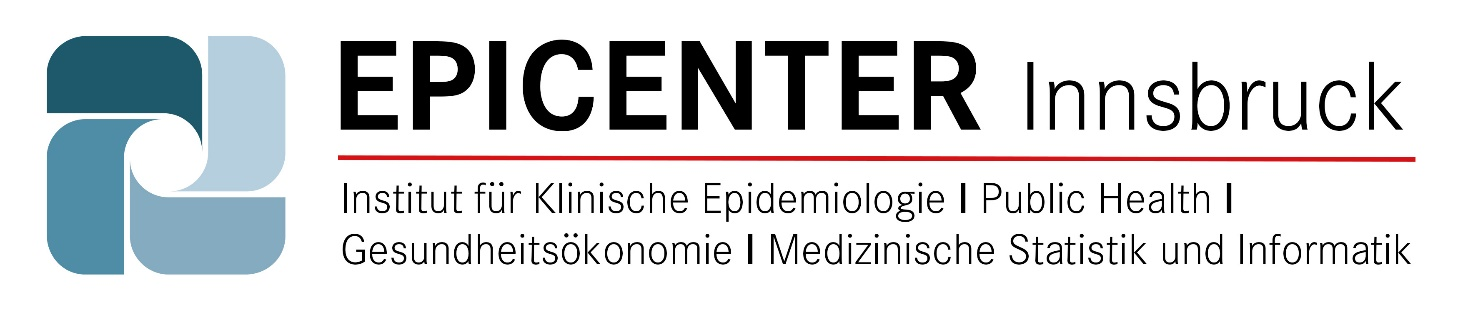 EPICENTER Innsbruck
Institut für Klinische Epidemiologie I Public Health I
Gesundheitsökonomie I Medizinische Statistik und Informatik